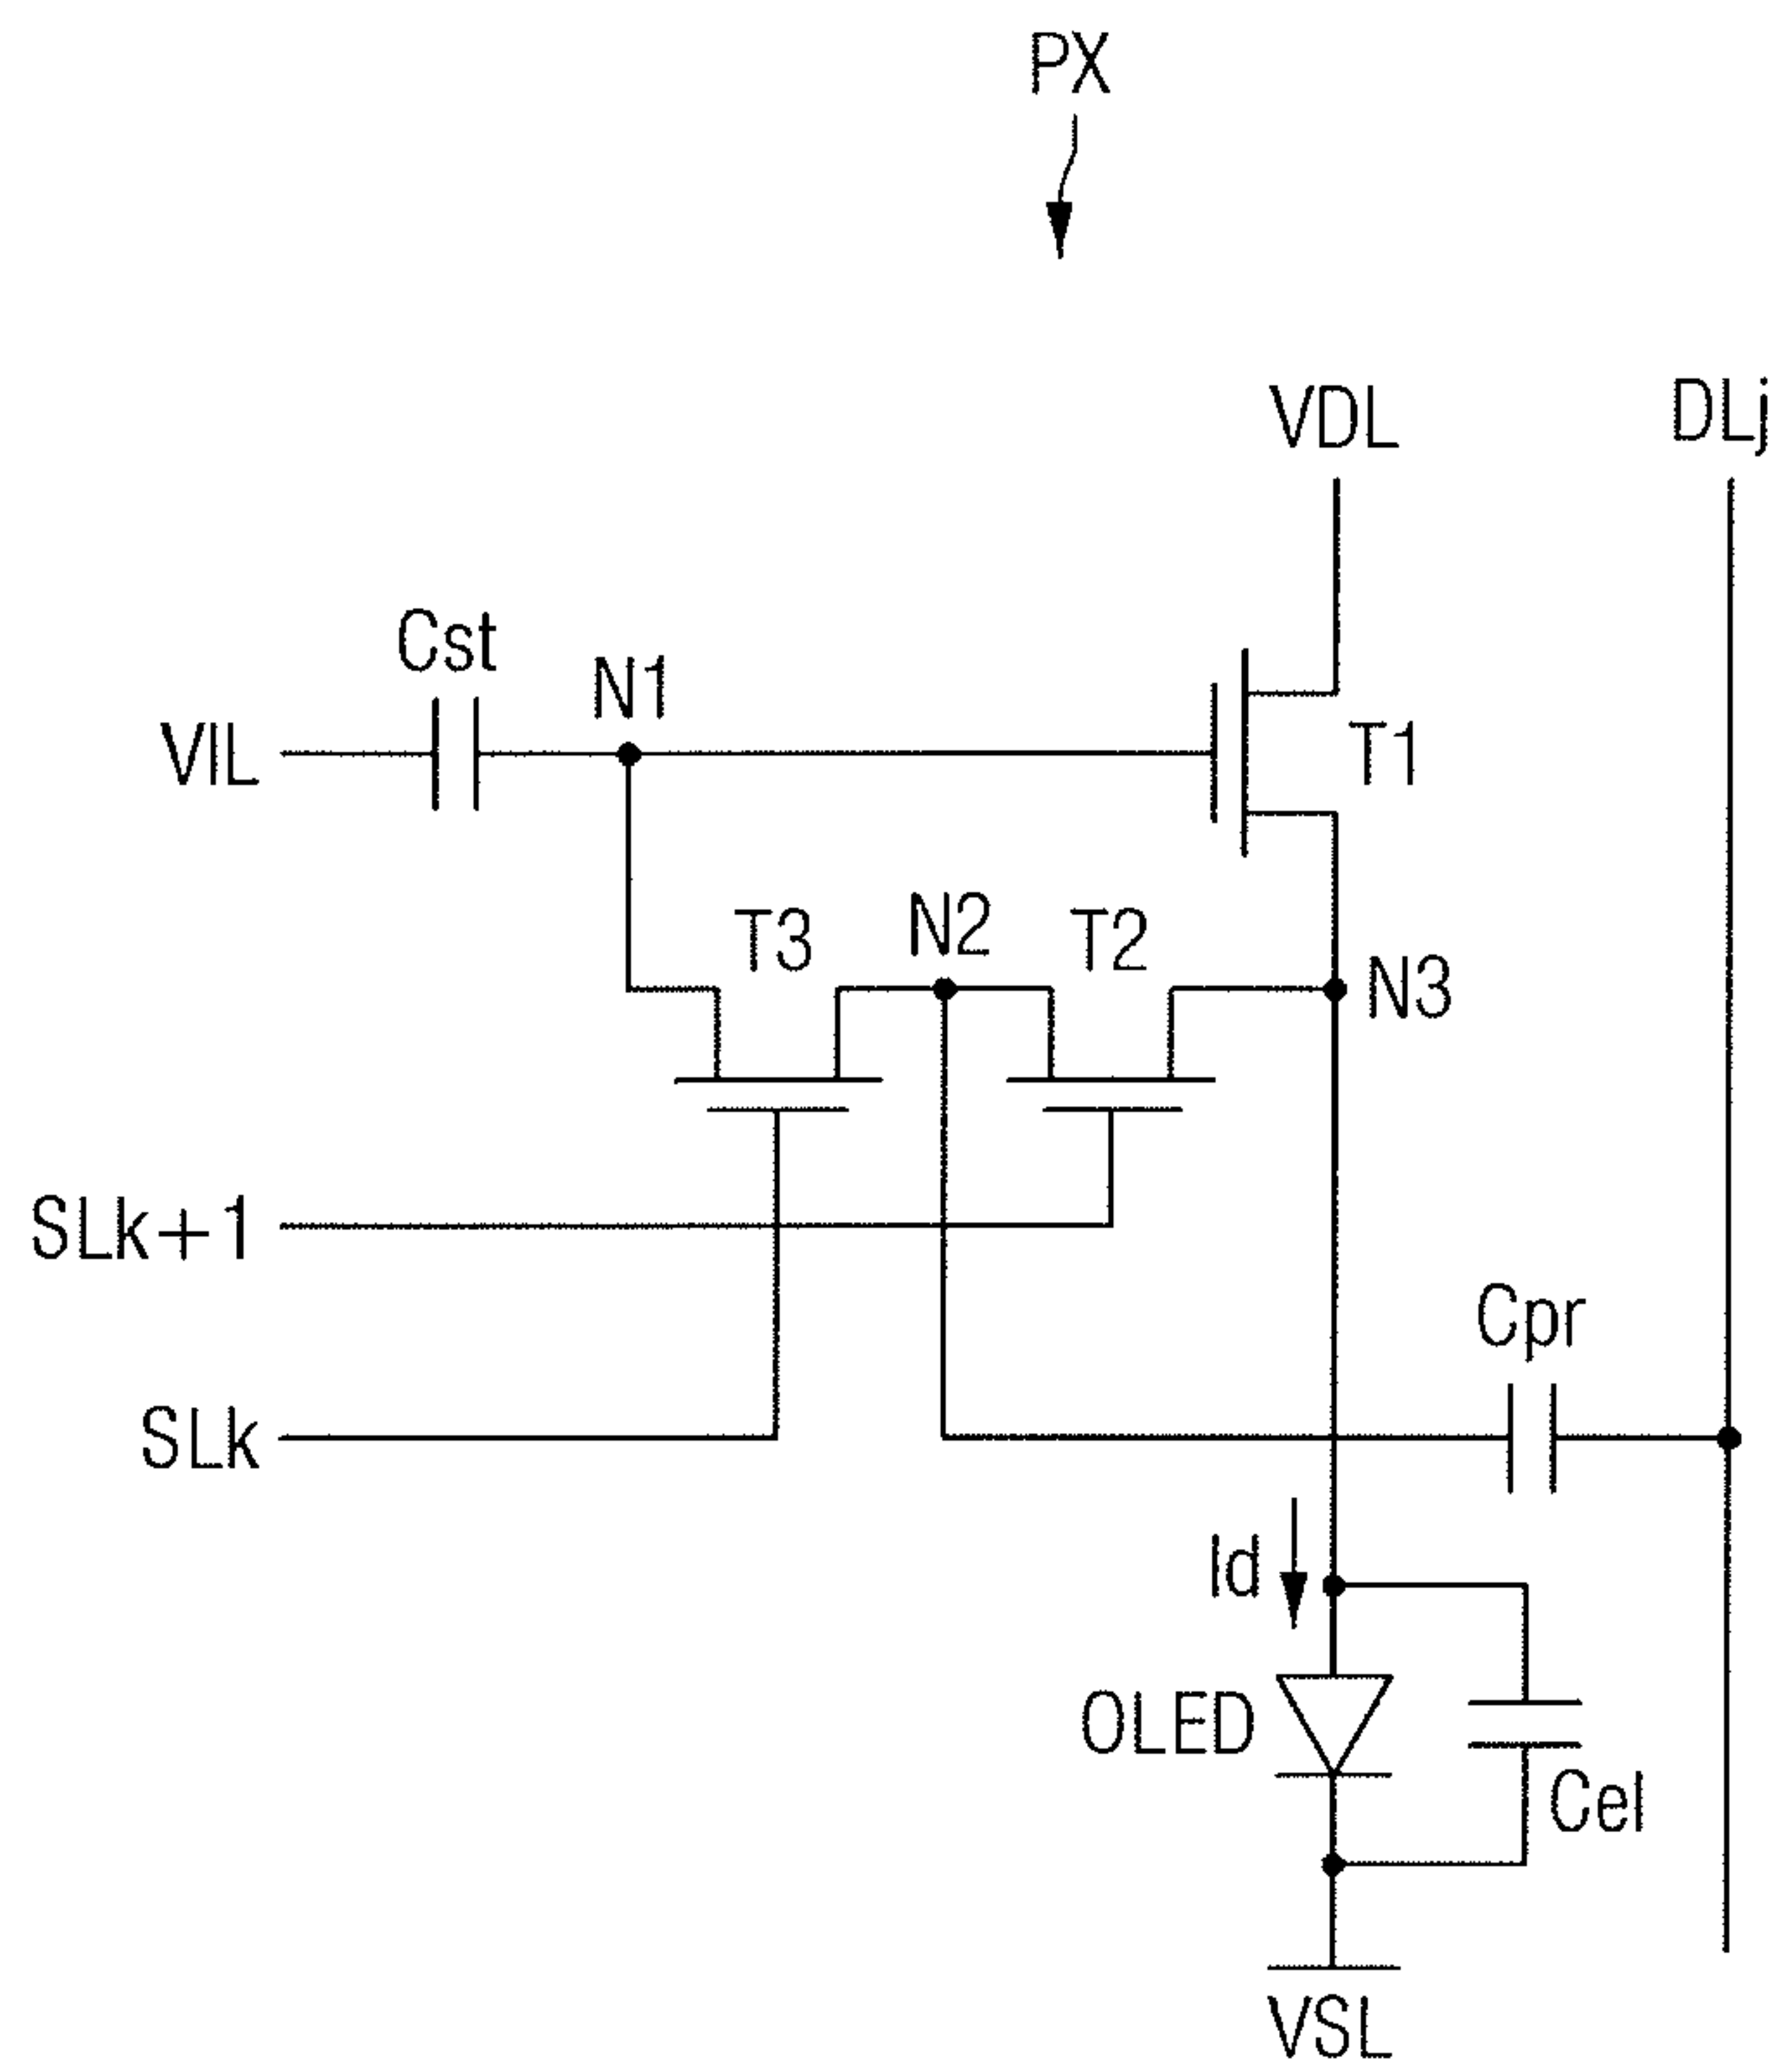 PX
VDL
DLj
Cst
N1
VIL
T1
T3
N2
T2
N3
SLk+1
Cpr
SLk
Id
OLED
Cel
VSL